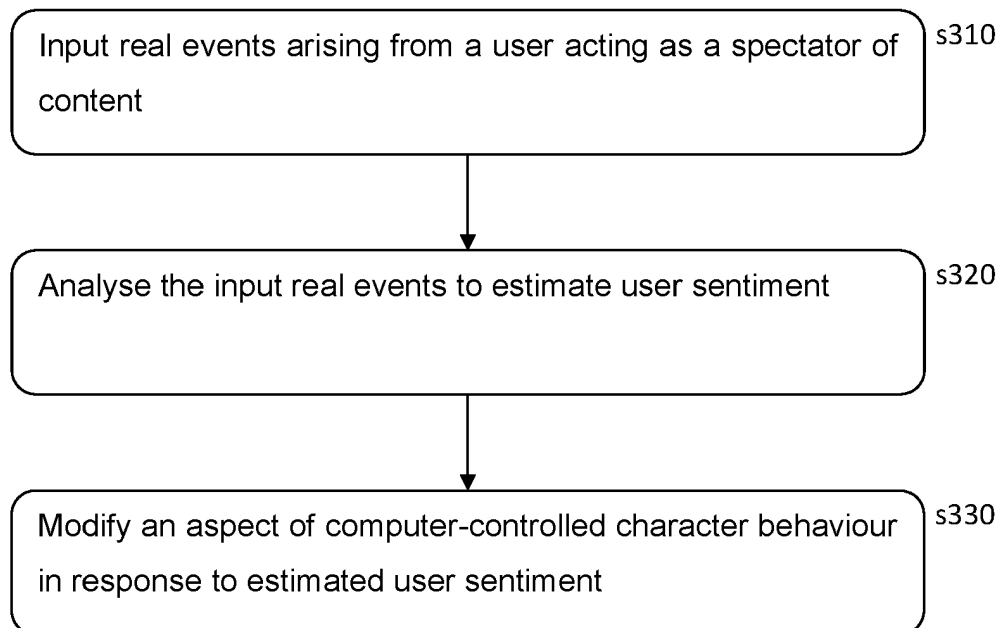 Input real events arising from a user acting as a spectator of
content
s310
Analyse the input real events to estimate user sentiment
s320
Modify an aspect of computer-controlled character behaviour
in response to estimated user sentiment
s330